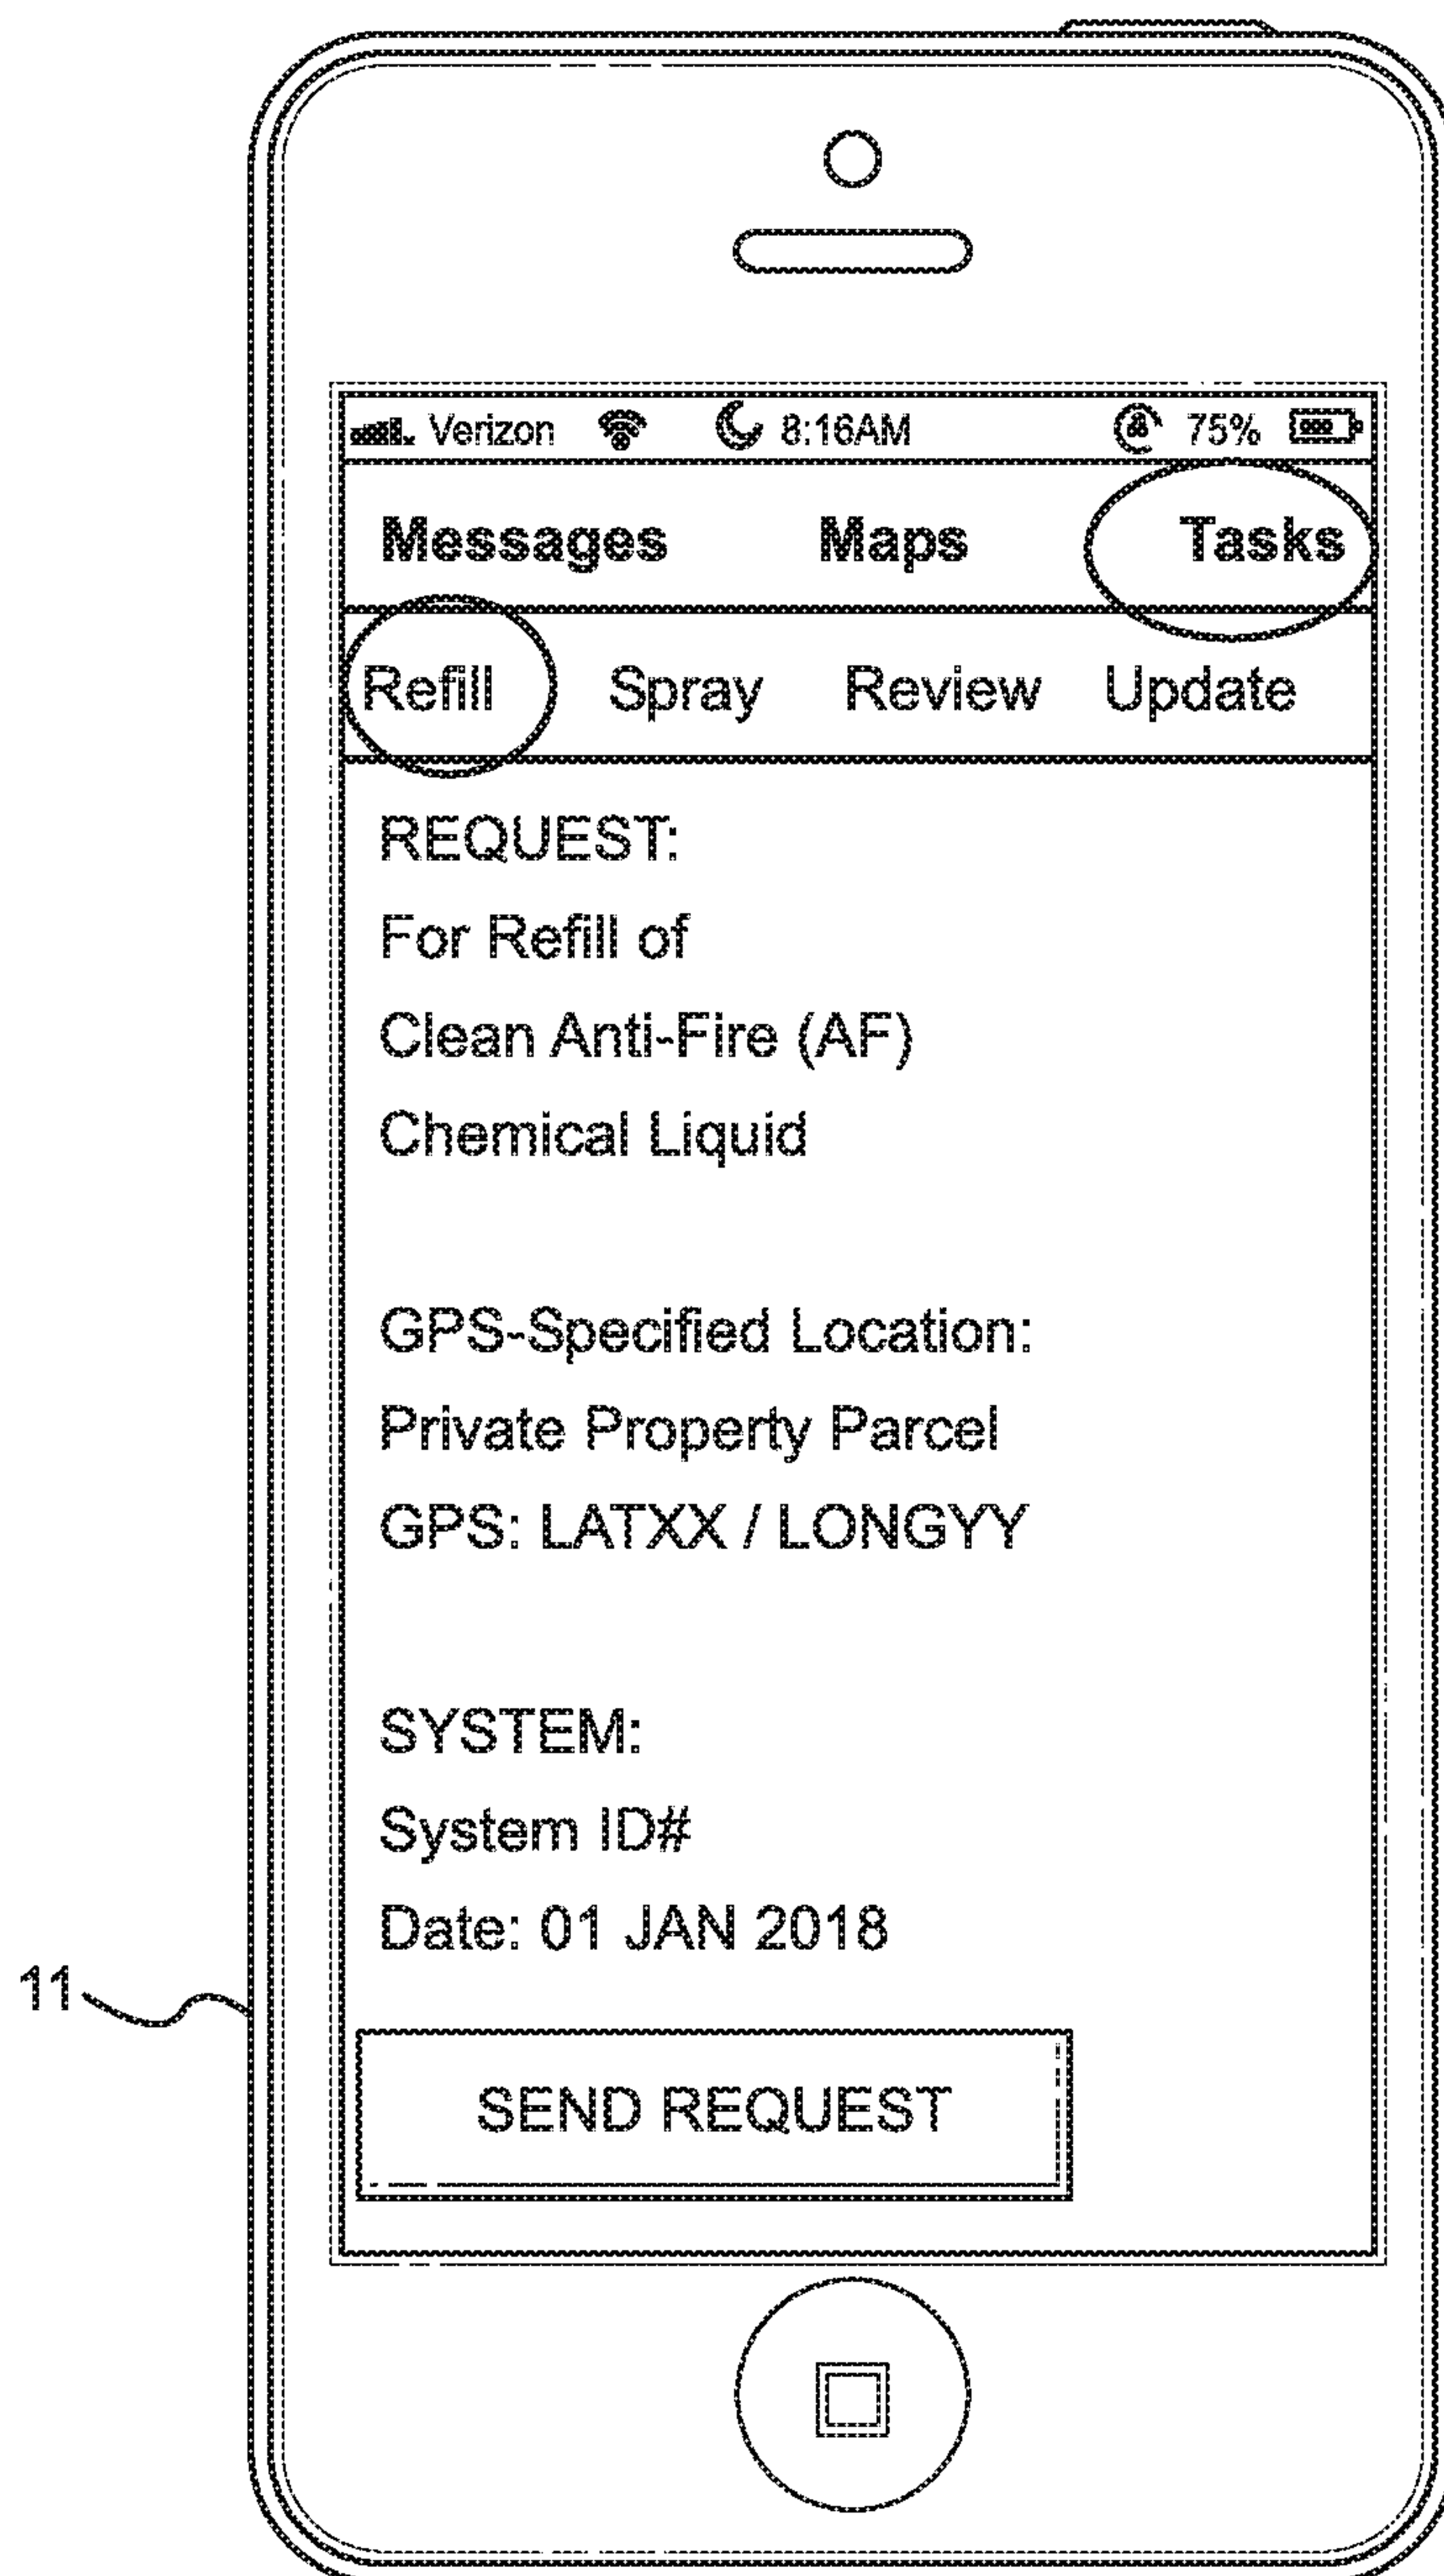 Verizon 8:16AM 75%
Messages Maps Tasks
Refill Spray Review Update
REQUEST:
For Refill of
Clean Anti-Fire (AF)
Chemical Liquid
GPS-Specified Location:
Private Property Parcel
GPS: LATXX / LONGYY
SYSTEM:
System ID#
Date: 01 JAN 2018
11
SEND REQUEST